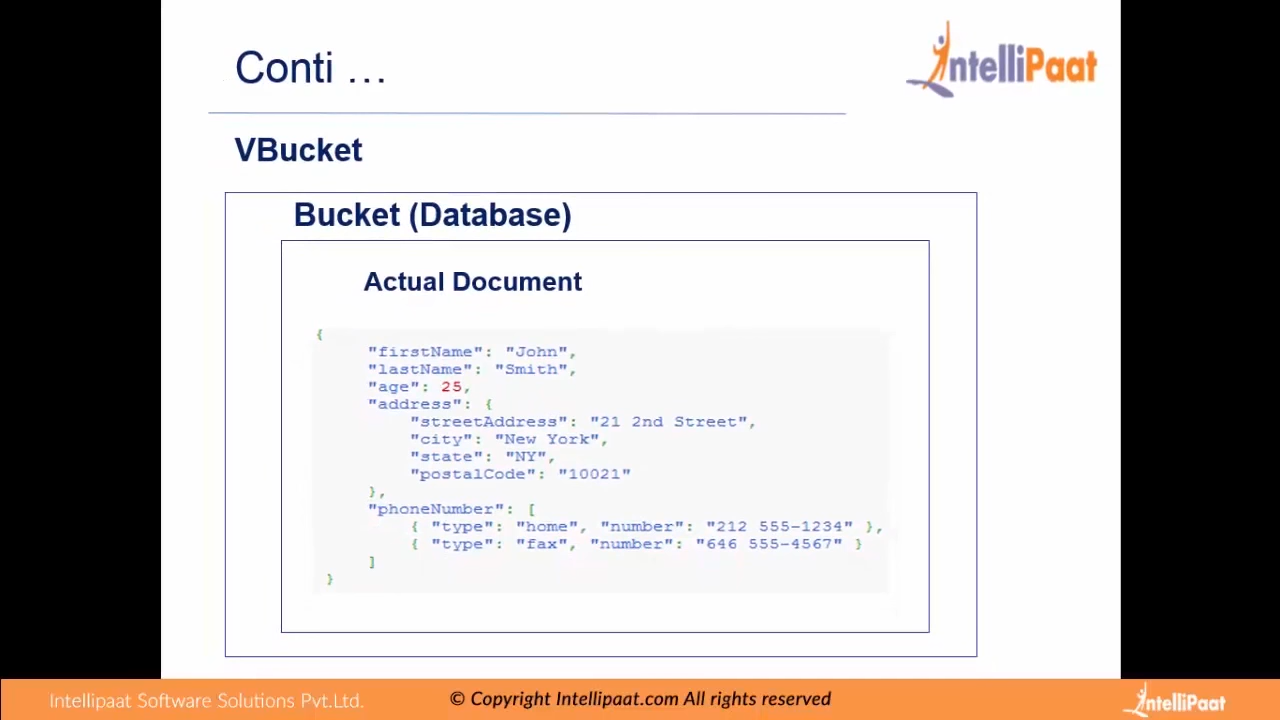 Conti ...
IntelliPaat
VBucket
Bucket (Database)
Actual Document
{
"firstName": "John",
"lastName": "Smith",
"age": 25,
"address": {
"streetAddress": "21 2nd Street",
"city": "New York",
"state": "NY",
"postalCode": "10021"
},
"phoneNumber": [
{ "type": "home", "number": "212 555-1234" },
{ "type": "fax", "number": "646 555-4567" }
]
}
Intellipaat Software Solutions Pvt.Ltd.
© Copyright Intellipaat.com All rights reserved
IntelliPaat